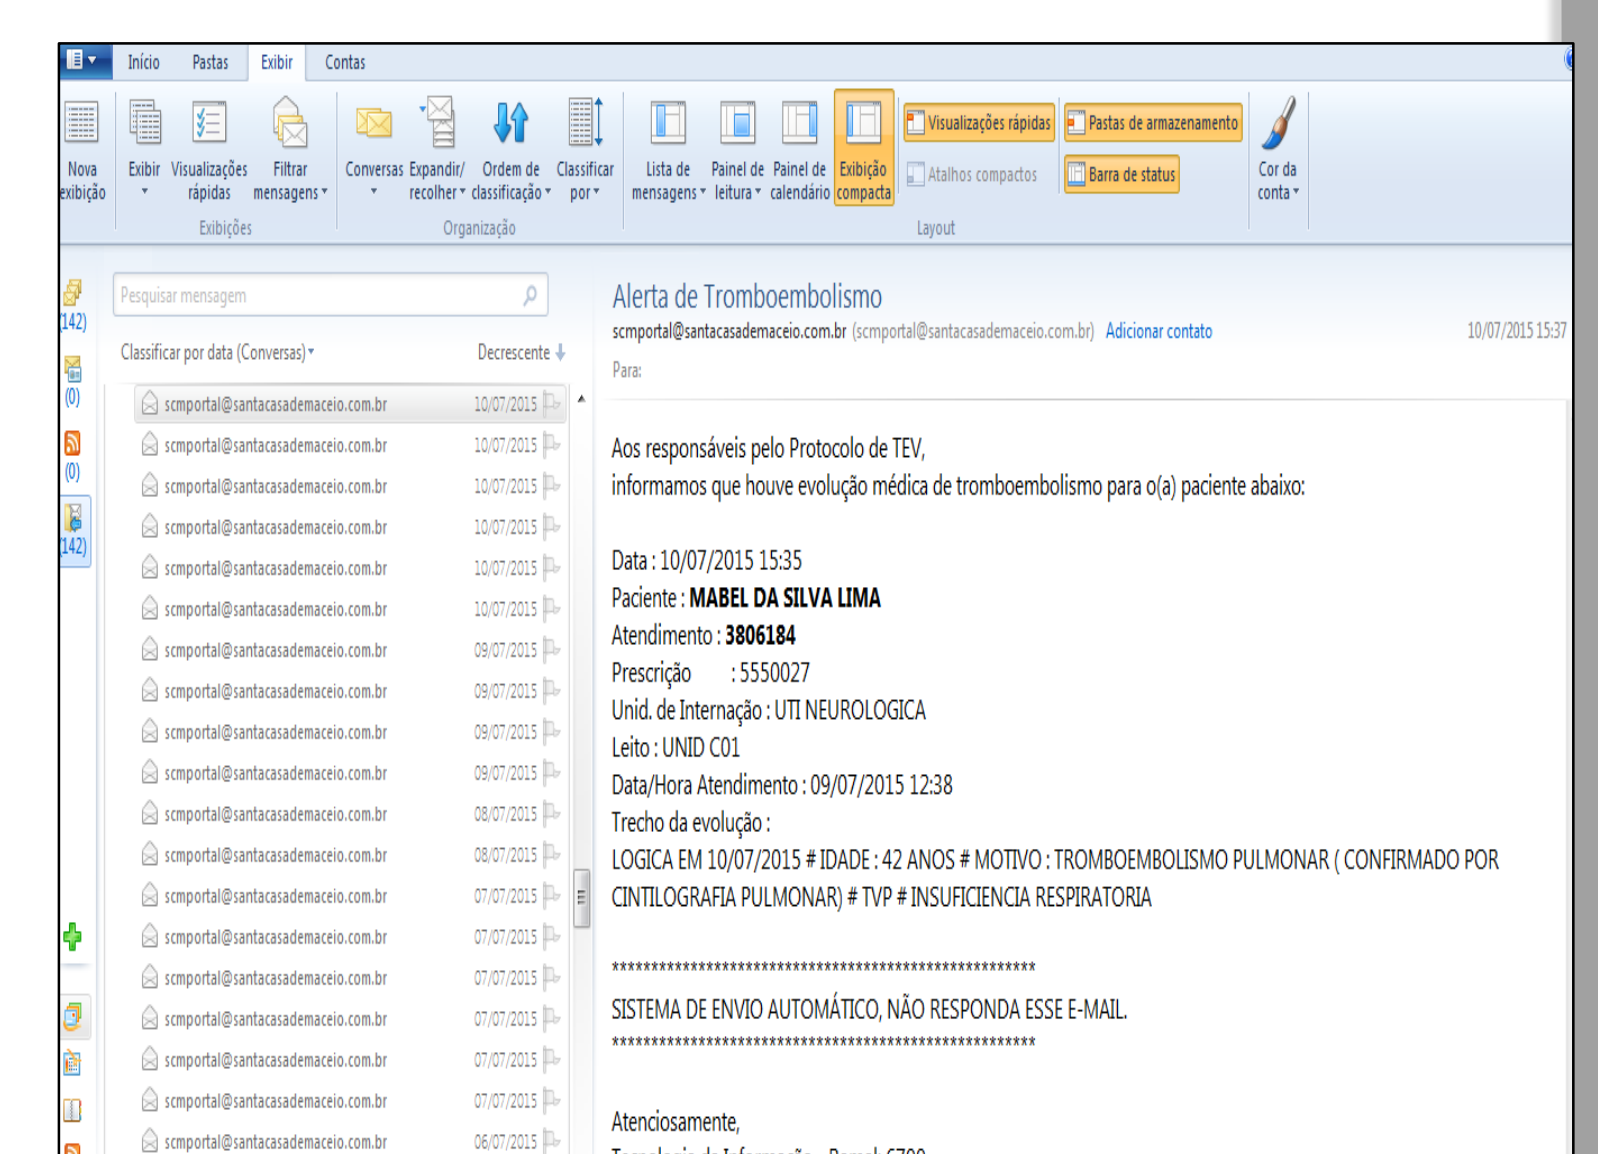 Início Pastas Exibir Contas
Nova exibição
Exibir
Visualizações rápidas
Filtrar mensagens
Exibições
Conversas
Expandir/ recolher
Ordem de classificação
Classificar por
Organização
Lista de mensagens
Painel de leitura
Painel de calendário
Exibição compacta
Visualizações rápidas
Atalhos compactos
Pastas de armazenamento
Barra de status
Layout
Cor da conta
(142)
(0)
(0)
(142)
Pesquisar mensagem
Classificar por data (Conversas) Decrescente
scmportal@santacasademaceio.com.br 10/07/2015
scmportal@santacasademaceio.com.br 10/07/2015
scmportal@santacasademaceio.com.br 10/07/2015
scmportal@santacasademaceio.com.br 10/07/2015
scmportal@santacasademaceio.com.br 10/07/2015
scmportal@santacasademaceio.com.br 10/07/2015
scmportal@santacasademaceio.com.br 09/07/2015
scmportal@santacasademaceio.com.br 09/07/2015
scmportal@santacasademaceio.com.br 09/07/2015
scmportal@santacasademaceio.com.br 09/07/2015
scmportal@santacasademaceio.com.br 08/07/2015
scmportal@santacasademaceio.com.br 08/07/2015
scmportal@santacasademaceio.com.br 07/07/2015
scmportal@santacasademaceio.com.br 07/07/2015
scmportal@santacasademaceio.com.br 07/07/2015
scmportal@santacasademaceio.com.br 07/07/2015
scmportal@santacasademaceio.com.br 07/07/2015
scmportal@santacasademaceio.com.br 07/07/2015
scmportal@santacasademaceio.com.br 06/07/2015
Alerta de Tromboembolismo
scmportal@santacasademaceio.com.br (scmportal@santacasademaceio.com.br) Adicionar contato 10/07/2015 15:37
Para:
Aos responsáveis pelo Protocolo de TEV,
informamos que houve evolução médica de tromboembolismo para o(a) paciente abaixo:
Data : 10/07/2015 15:35
Paciente : MABEL DA SILVA LIMA
Atendimento : 3806184
Prescrição : 5550027
Unid. de Internação : UTI NEUROLOGICA
Leito : UNID C01
Data/Hora Atendimento : 09/07/2015 12:38
Trecho da evolução :
LOGICA EM 10/07/2015 # IDADE : 42 ANOS # MOTIVO : TROMBOEMBOLISMO PULMONAR ( CONFIRMADO POR
CINTILOGRAFIA PULMONAR) # TVP # INSUFICIENCIA RESPIRATORIA
******************************************************
SISTEMA DE ENVIO AUTOMÁTICO, NÃO RESPONDA ESSE E-MAIL.
******************************************************
Atenciosamente,
Tecnologia da Informação